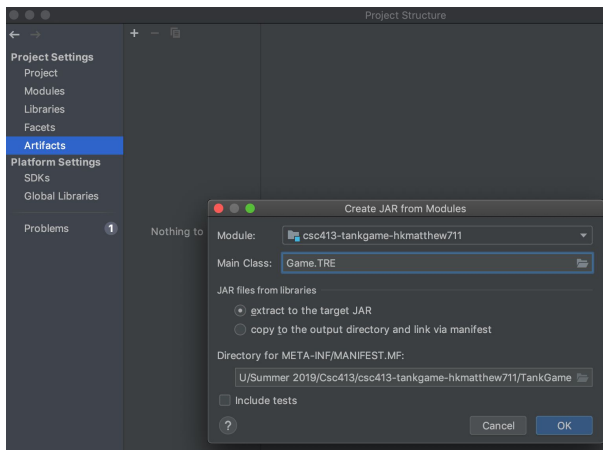 Project Structure
Project Settings
Project
Modules
Libraries
Facets
Artifacts
Platform Settings
SDKs
Global Libraries
Problems 1
Nothing to
Create JAR from Modules
Module: csc413-tankgame-hkmatthew711
Main Class: Game.TRE
JAR files from libraries
extract to the target JAR
copy to the output directory and link via manifest
Directory for META-INF/MANIFEST.MF:
U/Summer 2019/Csc413/csc413-tankgame-hkmatthew711/TankGame
Include tests
? Cancel OK